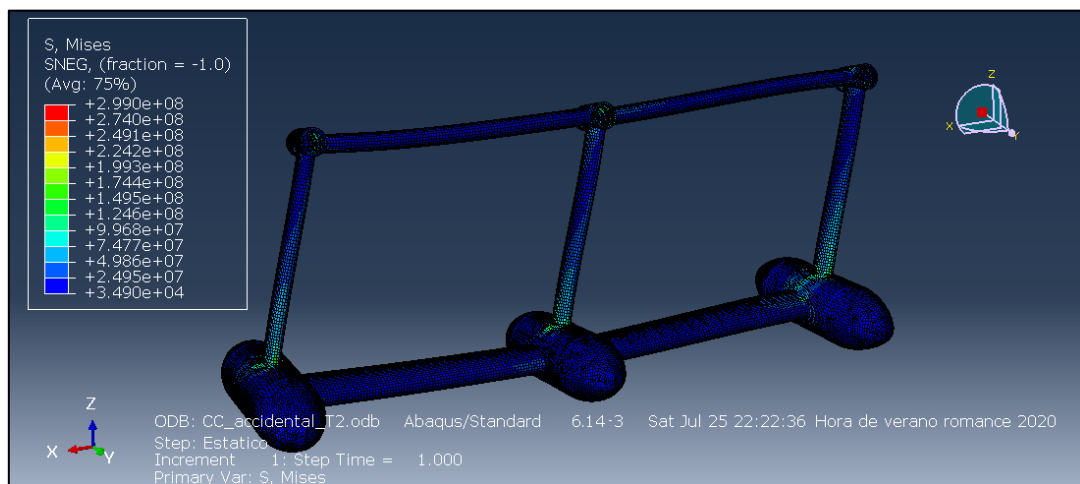 S, Mises
SNEG, (fraction = -1.0)
(Avg: 75%)
+2.990e+08
+2.740e+08
+2.491e+08
+2.242e+08
+1.993e+08
+1.744e+08
+1.495e+08
+1.246e+08
+9.968e+07
+7.477e+07
+4.986e+07
+2.495e+07
+3.490e+04
Z
X
Y
Z
X
Y
ODB: CC_accidental_T2.odb Abaqus/Standard 6.14-3 Sat Jul 25 22:22:36 Hora de verano romance 2020
Step: Estatico
Increment 1: Step Time = 1.000
Primary Var: S, Mises